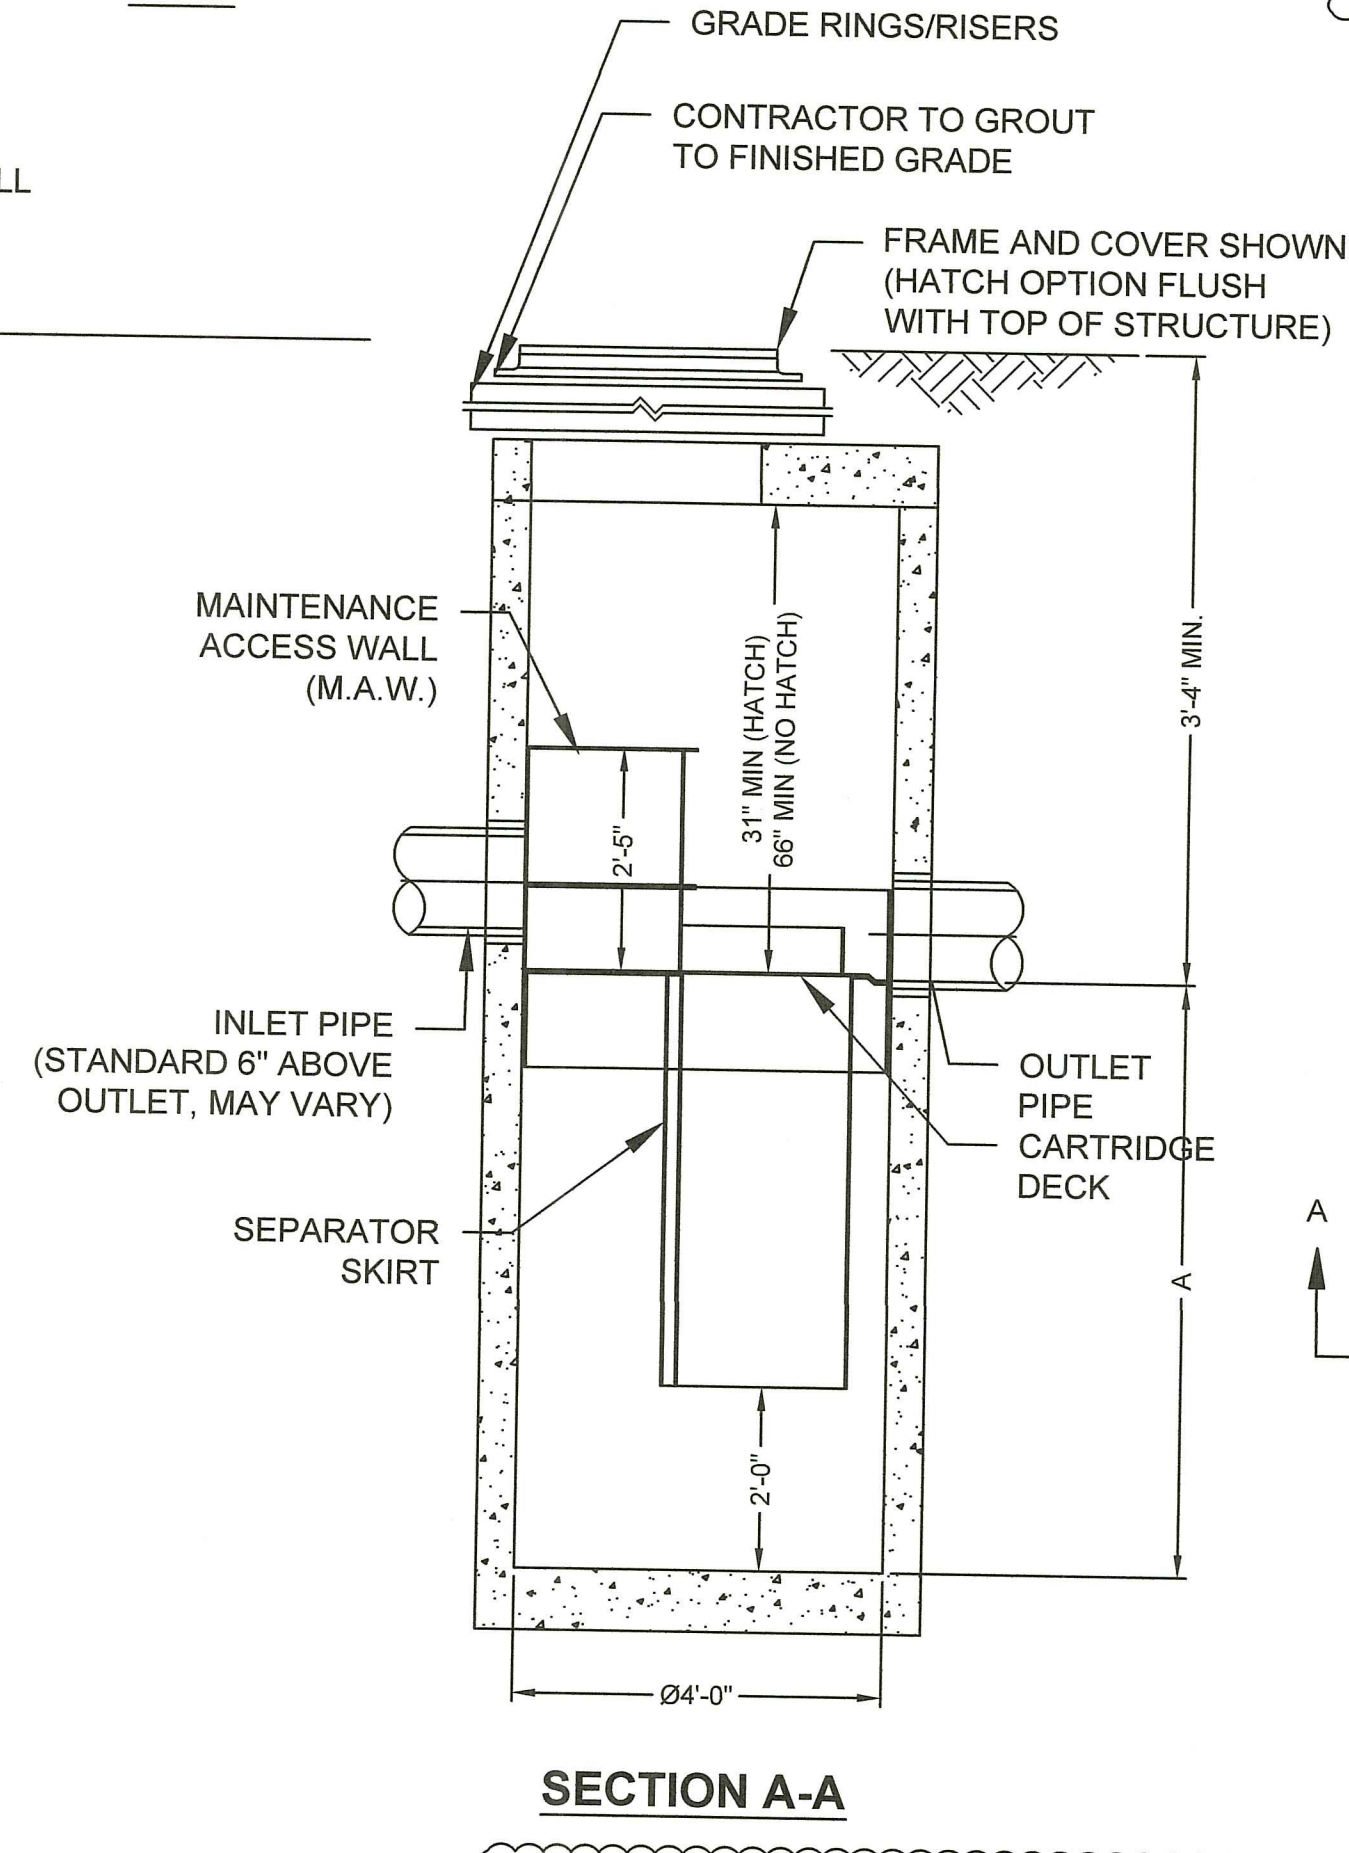 GRADE RINGS/RISERS
CONTRACTOR TO GROUT
TO FINISHED GRADE
LL
FRAME AND COVER SHOWN
(HATCH OPTION FLUSH
WITH TOP OF STRUCTURE)
MAINTENANCE
ACCESS WALL
(M.A.W.)
31" MIN (HATCH)
66" MIN (NO HATCH)
3'-4" MIN.
2'-5"
INLET PIPE
(STANDARD 6" ABOVE
OUTLET, MAY VARY)
OUTLET
PIPE
CARTRIDGE
DECK
SEPARATOR
SKIRT
A
A
2'-0"
Ø4'-0"
SECTION A-A